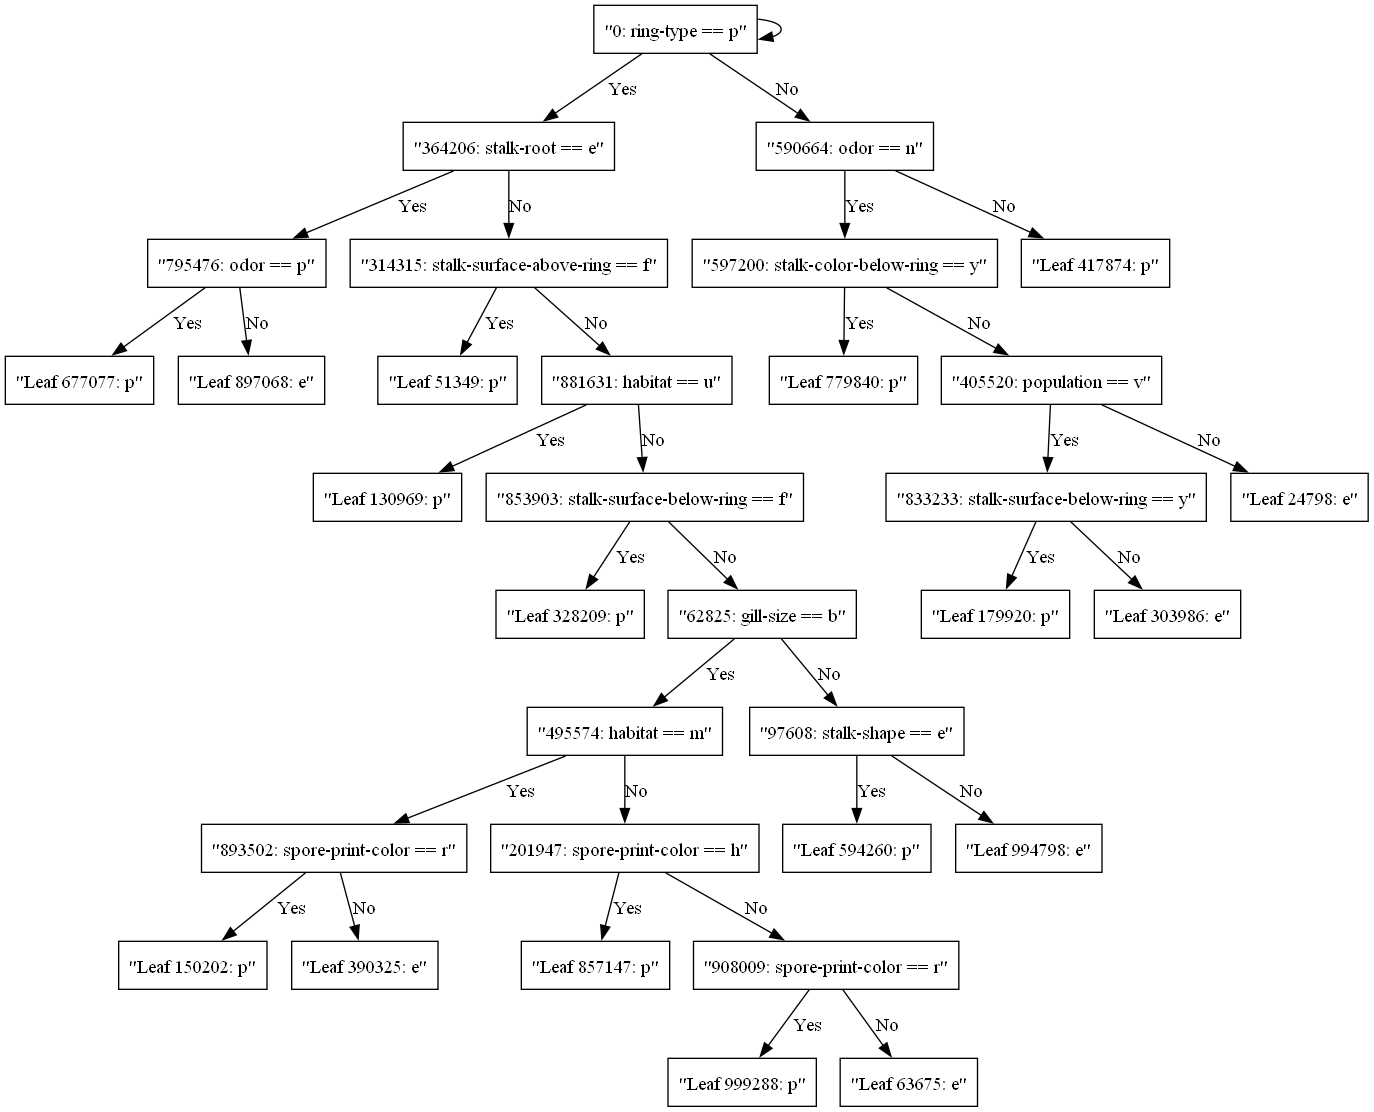 "0: ring-type == p"
Yes
No
"364206: stalk-root == e"
"590664: odor == n"
Yes
No
Yes
No
"795476: odor == p"
"314315: stalk-surface-above-ring == f"
"597200: stalk-color-below-ring == y"
"Leaf 417874: p"
Yes
No
Yes
No
Yes
No
"Leaf 677077: p"
"Leaf 897068: e"
"Leaf 51349: p"
"881631: habitat == u"
"Leaf 779840: p"
"405520: population == v"
Yes
No
Yes
No
"Leaf 130969: p"
"853903: stalk-surface-below-ring == f"
"833233: stalk-surface-below-ring == y"
"Leaf 24798: e"
Yes
No
Yes
No
"Leaf 328209: p"
"62825: gill-size == b"
"Leaf 179920: p"
"Leaf 303986: e"
Yes
No
"495574: habitat == m"
"97608: stalk-shape == e"
Yes
No
Yes
No
"893502: spore-print-color == r"
"201947: spore-print-color == h"
"Leaf 594260: p"
"Leaf 994798: e"
Yes
No
Yes
No
"Leaf 150202: p"
"Leaf 390325: e"
"Leaf 857147: p"
"908009: spore-print-color == r"
Yes
No
"Leaf 999288: p"
"Leaf 63675: e"